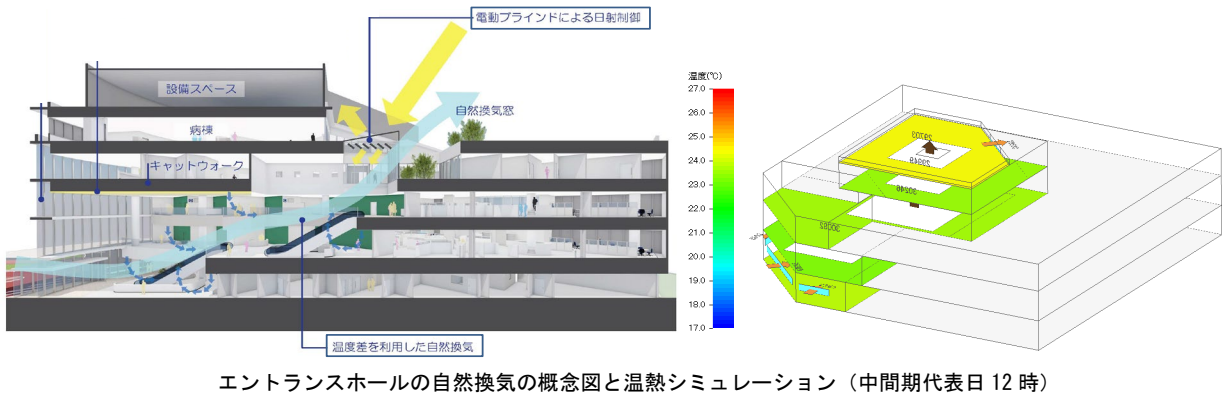 電動ブラインドによる日射制御
設備スペース
自然換気窓
病棟
キャットウォーク
温度差を利用した自然換気
温度(℃)
27.0
26.0
25.0
24.0
23.0
22.0
21.0
20.0
19.0
18.0
17.0
29703
29349
30246
30092
エントランスホールの自然換気の概念図と温熱シミュレーション（中間期代表日 12 時）